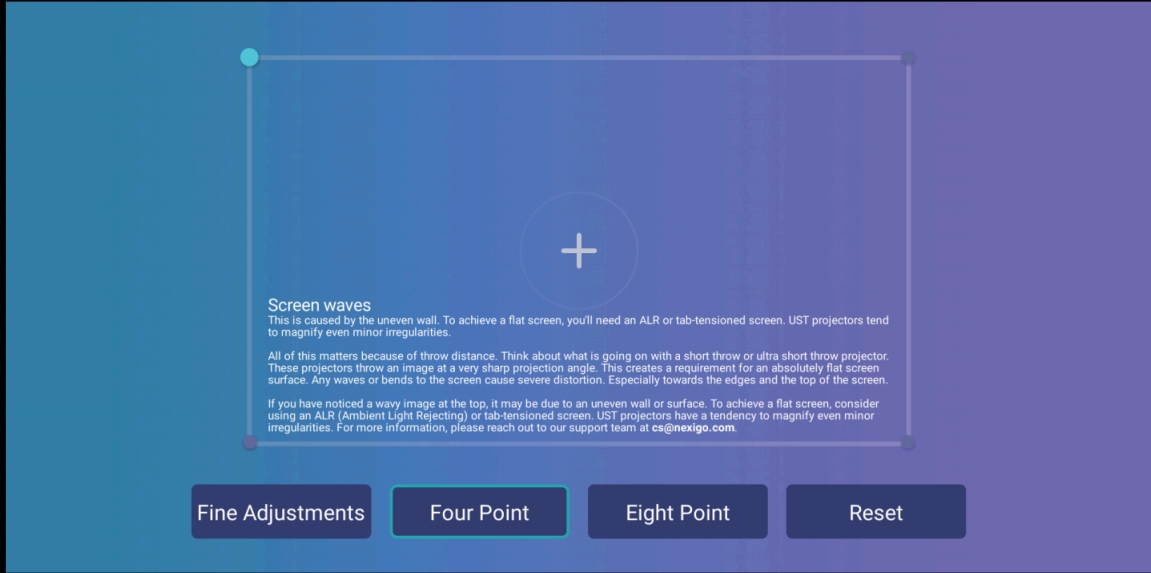 Screen waves
This is caused by the uneven wall. To achieve a flat screen, you'll need an ALR or tab-tensioned screen. UST projectors tend
to magnify even minor irregularities.
All of this matters because of throw distance. Think about what is going on with a short throw or ultra short throw projector.
These projectors throw an image at a very sharp projection angle. This creates a requirement for an absolutely flat screen
surface. Any waves or bends to the screen cause severe distortion. Especially towards the edges and the top of the screen.
If you have noticed a wavy image at the top, it may be due to an uneven wall or surface. To achieve a flat screen, consider
using an ALR (Ambient Light Rejecting) or tab-tensioned screen. UST projectors have a tendency to magnify even minor
irregularities. For more information, please reach out to our support team at cs@nexigo.com.
Fine Adjustments
Four Point
Eight Point
Reset